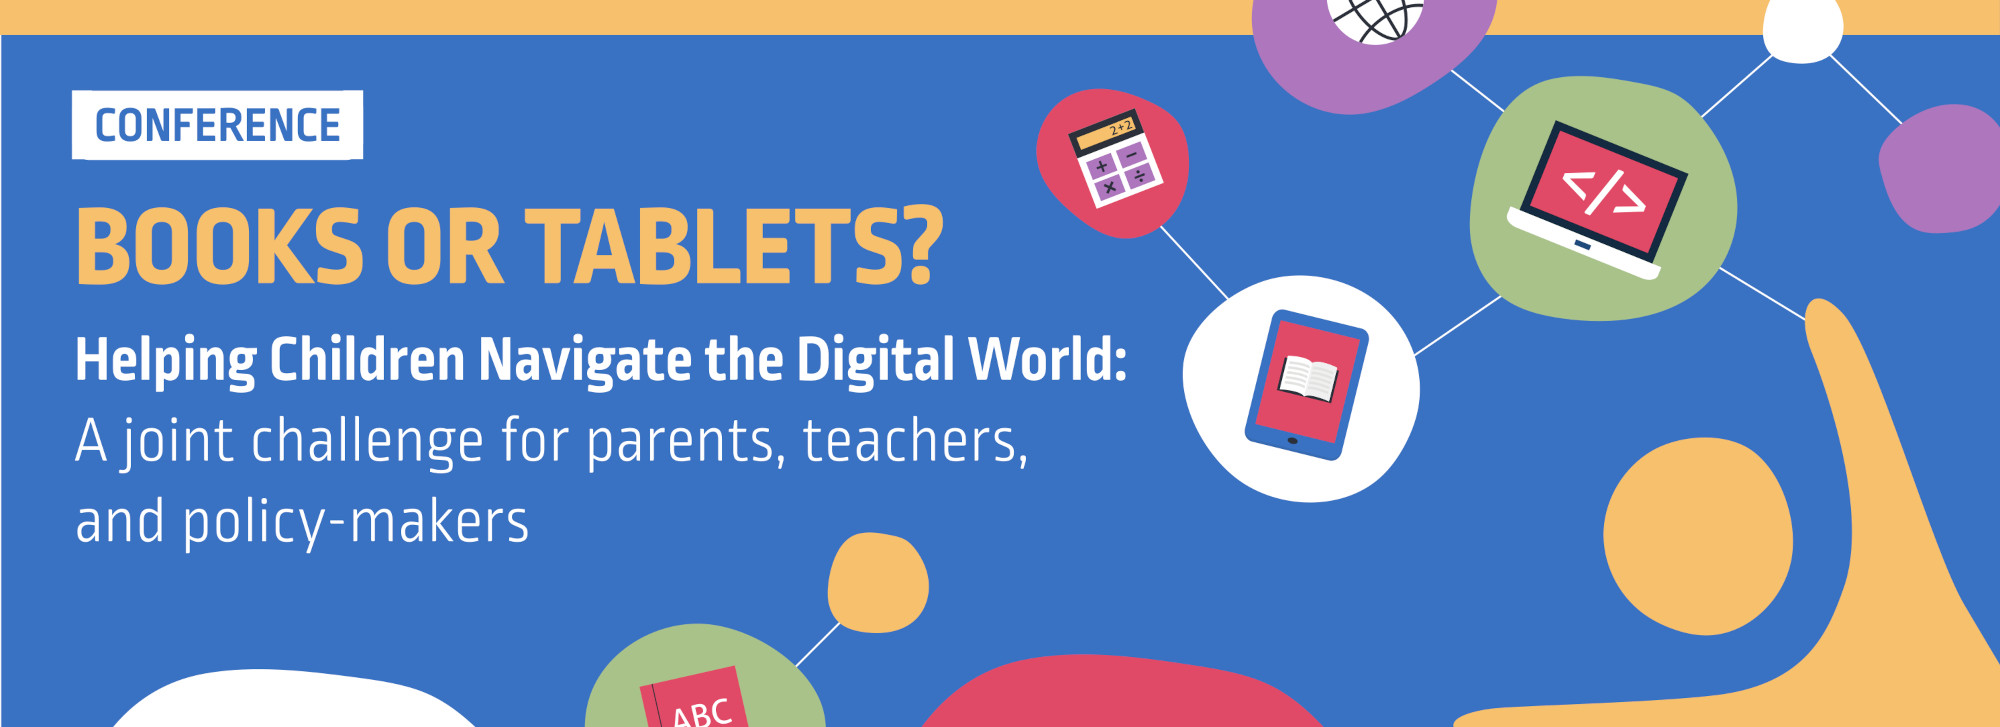 CONFERENCE
BOOKS OR TABLETS?
Helping Children Navigate the Digital World:
A joint challenge for parents, teachers,
and policy-makers
2+2
+ −
× ÷
</>
ABC